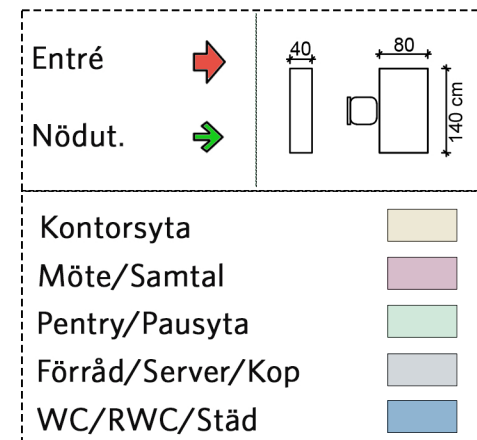 Entré
40
80
140 cm
Nödut.
Kontorsyta
Möte/Samtal
Pentry/Pausyta
Förråd/Server/Kop
WC/RWC/Städ